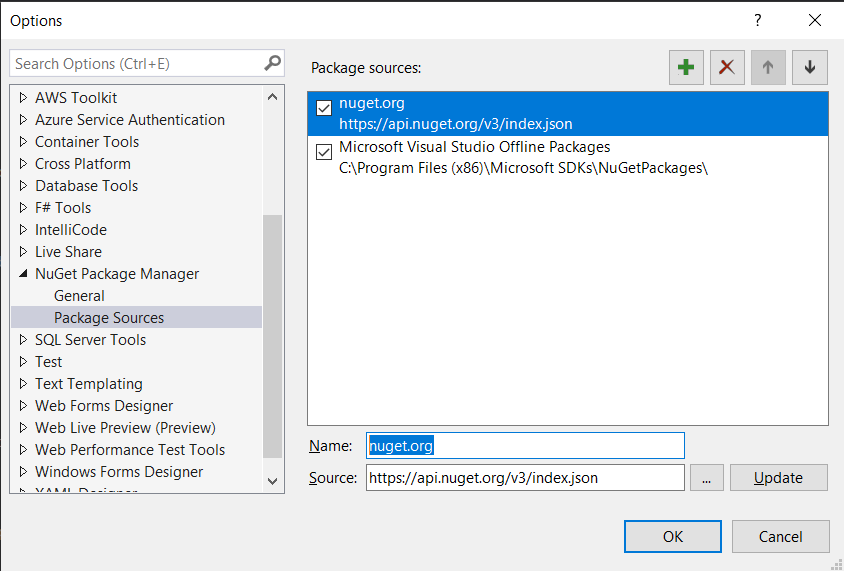 Options
?
Search Options (Ctrl+E)
AWS Toolkit
Azure Service Authentication
Container Tools
Cross Platform
Database Tools
F# Tools
IntelliCode
Live Share
NuGet Package Manager
General
Package Sources
SQL Server Tools
Test
Text Templating
Web Forms Designer
Web Live Preview (Preview)
Web Performance Test Tools
Windows Forms Designer
XAML Designer
Package sources:
nuget.org
https://api.nuget.org/v3/index.json
Microsoft Visual Studio Offline Packages
C:\Program Files (x86)\Microsoft SDKs\NuGetPackages\
Name: nuget.org
Source: https://api.nuget.org/v3/index.json ... Update
OK Cancel